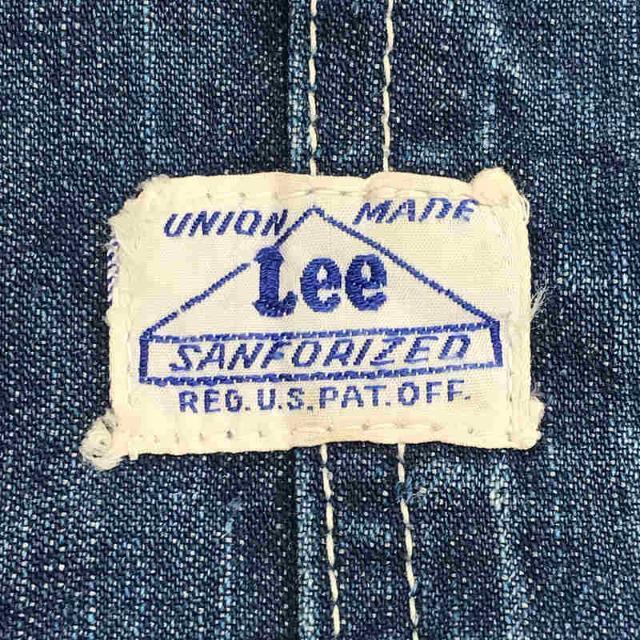 UNION MADE
Lee
SANFORIZED
REG. U.S. PAT. OFF.